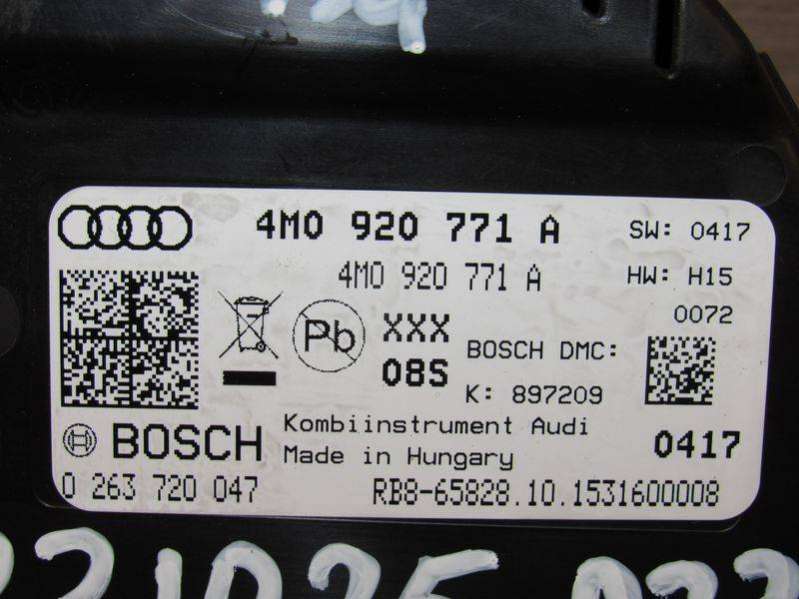 4M0 920 771 A SW: 0417
4M0 920 771 A HW: H15
0072
Pb XXX
08S
BOSCH DMC:
K: 897209
BOSCH Kombiinstrument Audi 0417
Made in Hungary
0 263 720 047 RB8-65828.10.1531600008